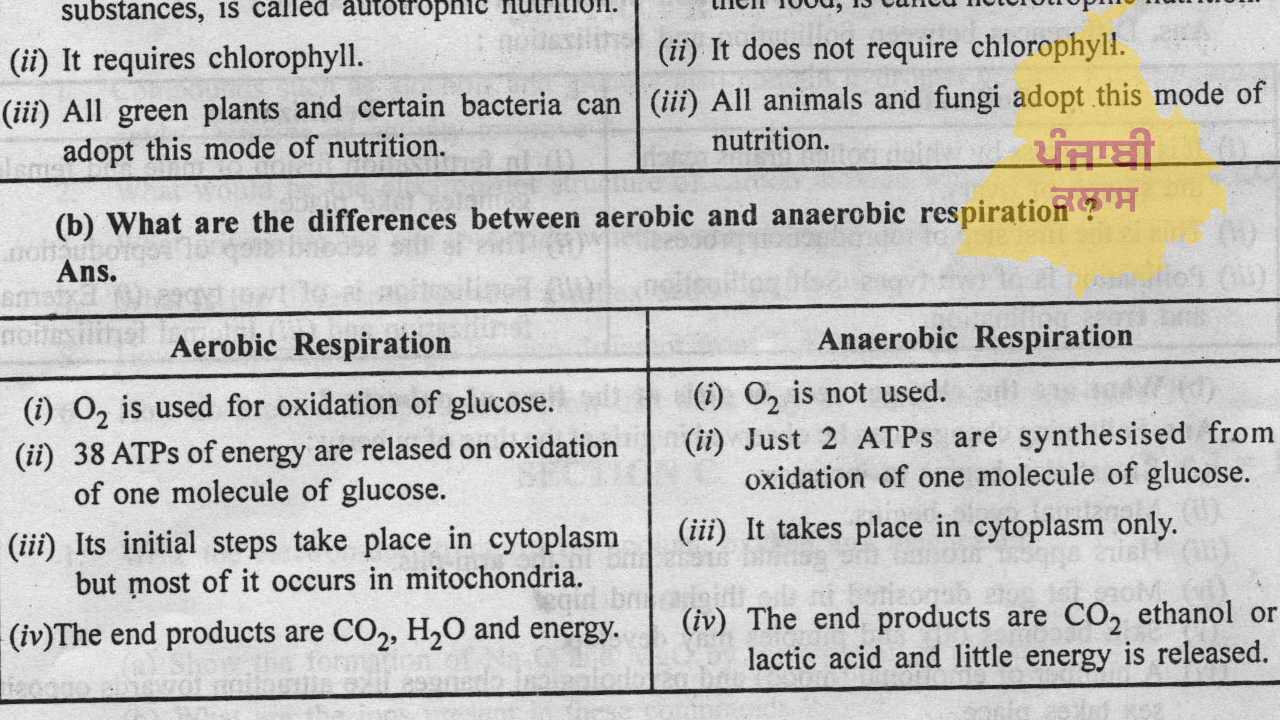 substances, is called autotrophic nutrition.
(ii) It requires chlorophyll.
(iii) All green plants and certain bacteria can
adopt this mode of nutrition.
their food, is called heterotrophic nutrition.
(ii) It does not require chlorophyll.
(iii) All animals and fungi adopt this mode of
nutrition.
ਪੰਜਾਬੀ
ਕਲਾਸ
(b) What are the differences between aerobic and anaerobic respiration ?
Ans.
Aerobic Respiration
(i) O₂ is used for oxidation of glucose.
(ii) 38 ATPs of energy are relased on oxidation
of one molecule of glucose.
(iii) Its initial steps take place in cytoplasm
but most of it occurs in mitochondria.
(iv) The end products are CO₂, H₂O and energy.
Anaerobic Respiration
(i) O₂ is not used.
(ii) Just 2 ATPs are synthesised from
oxidation of one molecule of glucose.
(iii) It takes place in cytoplasm only.
(iv) The end products are CO₂ ethanol or
lactic acid and little energy is released.